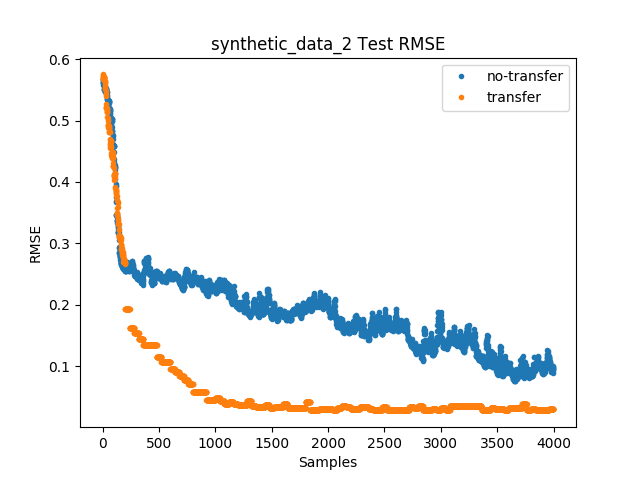 synthetic_data_2 Test RMSE
0.6
0.5
0.4
0.3
0.2
0.1
RMSE
no-transfer
transfer
0 500 1000 1500 2000 2500 3000 3500 4000
Samples